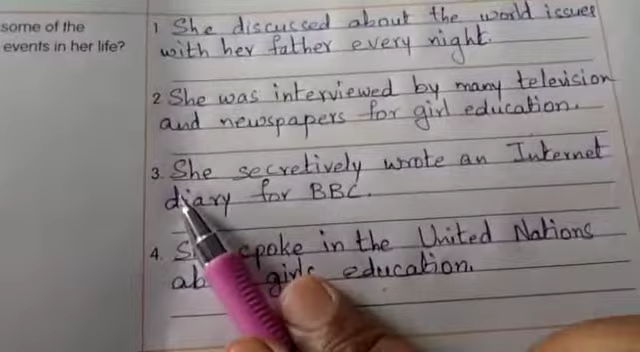 some of the
events in her life?
1 She discussed about the world issues
with her father every night.
2 She was interviewed by many television
and newspapers for girl education.
3. She secretively wrote an Internet
diary for BBC.
4. spoke in the United Nations
girls education.